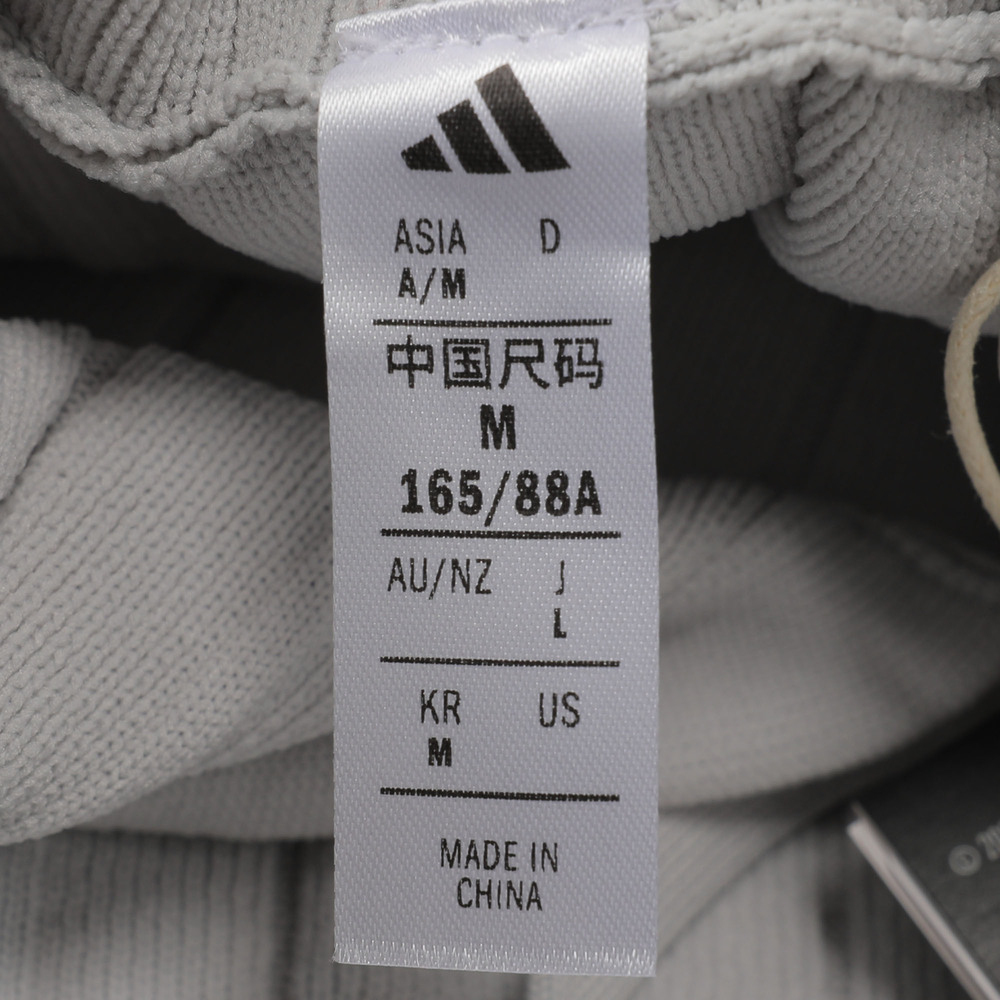 ASIA D
A/M
中国尺码
M
165/88A
AU/NZ J
L
KR US
M
MADE IN
CHINA